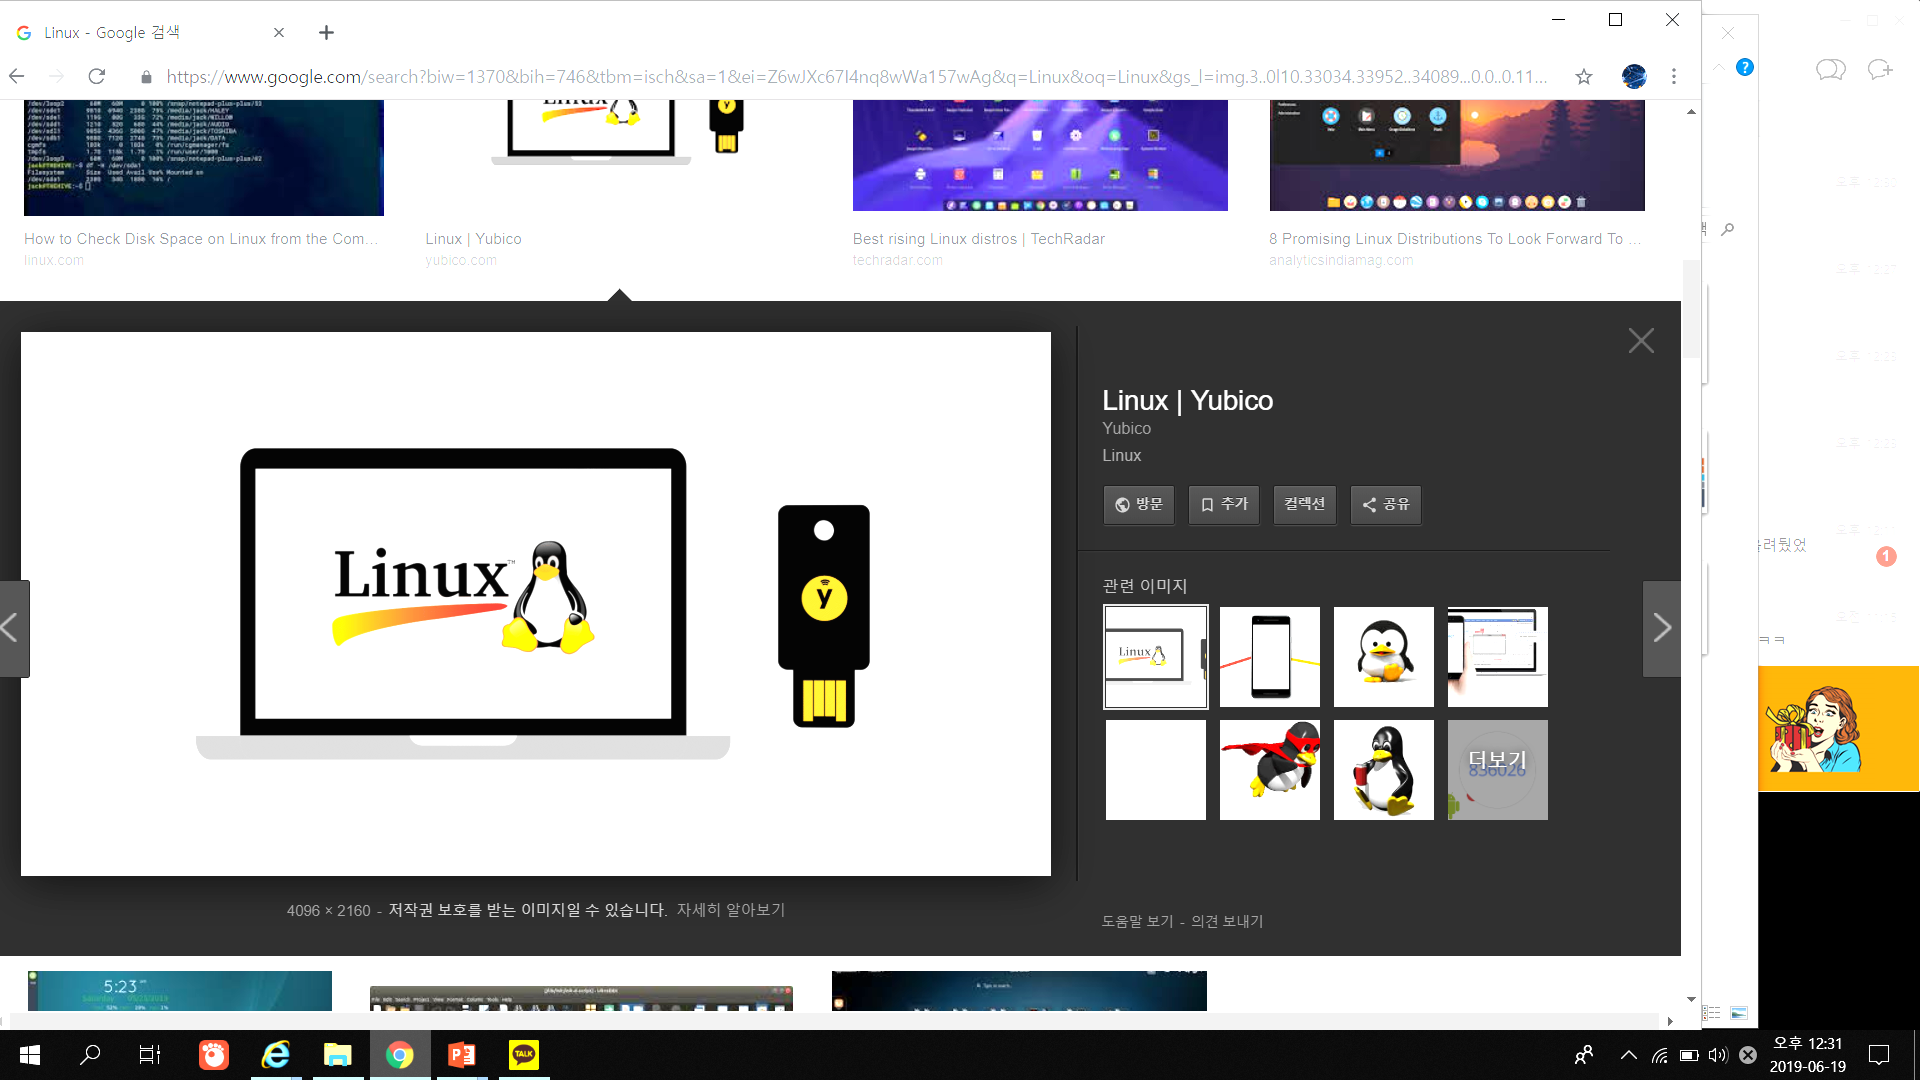 Linux - Google 검색
https://www.google.com/search?biw=1370&bih=746&tbm=isch&sa=1&ei=Z6wJXc67I4nq8wWa157wAg&q=Linux&oq=Linux&gs_l=img.3..0l10.33034.33952..34089...0.0..0.11...
How to Check Disk Space on Linux from the Com...
linux.com
Linux | Yubico
yubico.com
Best rising Linux distros | TechRadar
techradar.com
8 Promising Linux Distributions To Look Forward To ...
analyticsindiamag.com
Linux
Linux | Yubico
Yubico
Linux
방문
추가
컬렉션
공유
관련 이미지
Linux
더보기
836026
4096 × 2160 - 저작권 보호를 받는 이미지일 수 있습니다. 자세히 알아보기
도움말 보기 - 의견 보내기
1
ㅋㅋ
5:23
TALK
오후 12:31
2019-06-19